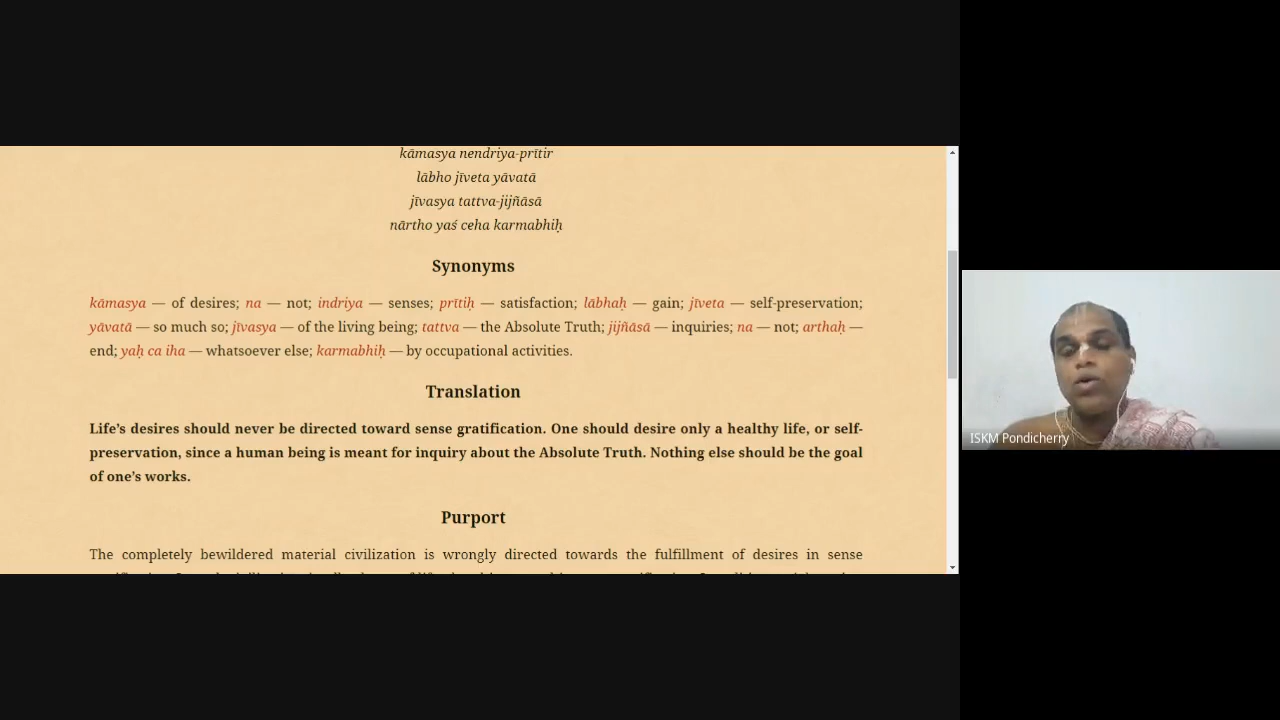 kāmasya nendriya-prītir
lābho jīveta yāvatā
jīvasya tattva-jijñāsā
nārtho yaś ceha karmabhiḥ
Synonyms
kāmasya — of desires; na — not; indriya — senses; prītiḥ — satisfaction; lābhaḥ — gain; jīveta — self-preservation;
yāvatā — so much so; jīvasya — of the living being; tattva — the Absolute Truth; jijñāsā — inquiries; na — not; arthaḥ —
end; yaḥ ca iha — whatsoever else; karmabhiḥ — by occupational activities.
Translation
Life’s desires should never be directed toward sense gratification. One should desire only a healthy life, or self-
preservation, since a human being is meant for inquiry about the Absolute Truth. Nothing else should be the goal
of one’s works.
Purport
The completely bewildered material civilization is wrongly directed towards the fulfillment of desires in sense
ISKM Pondicherry